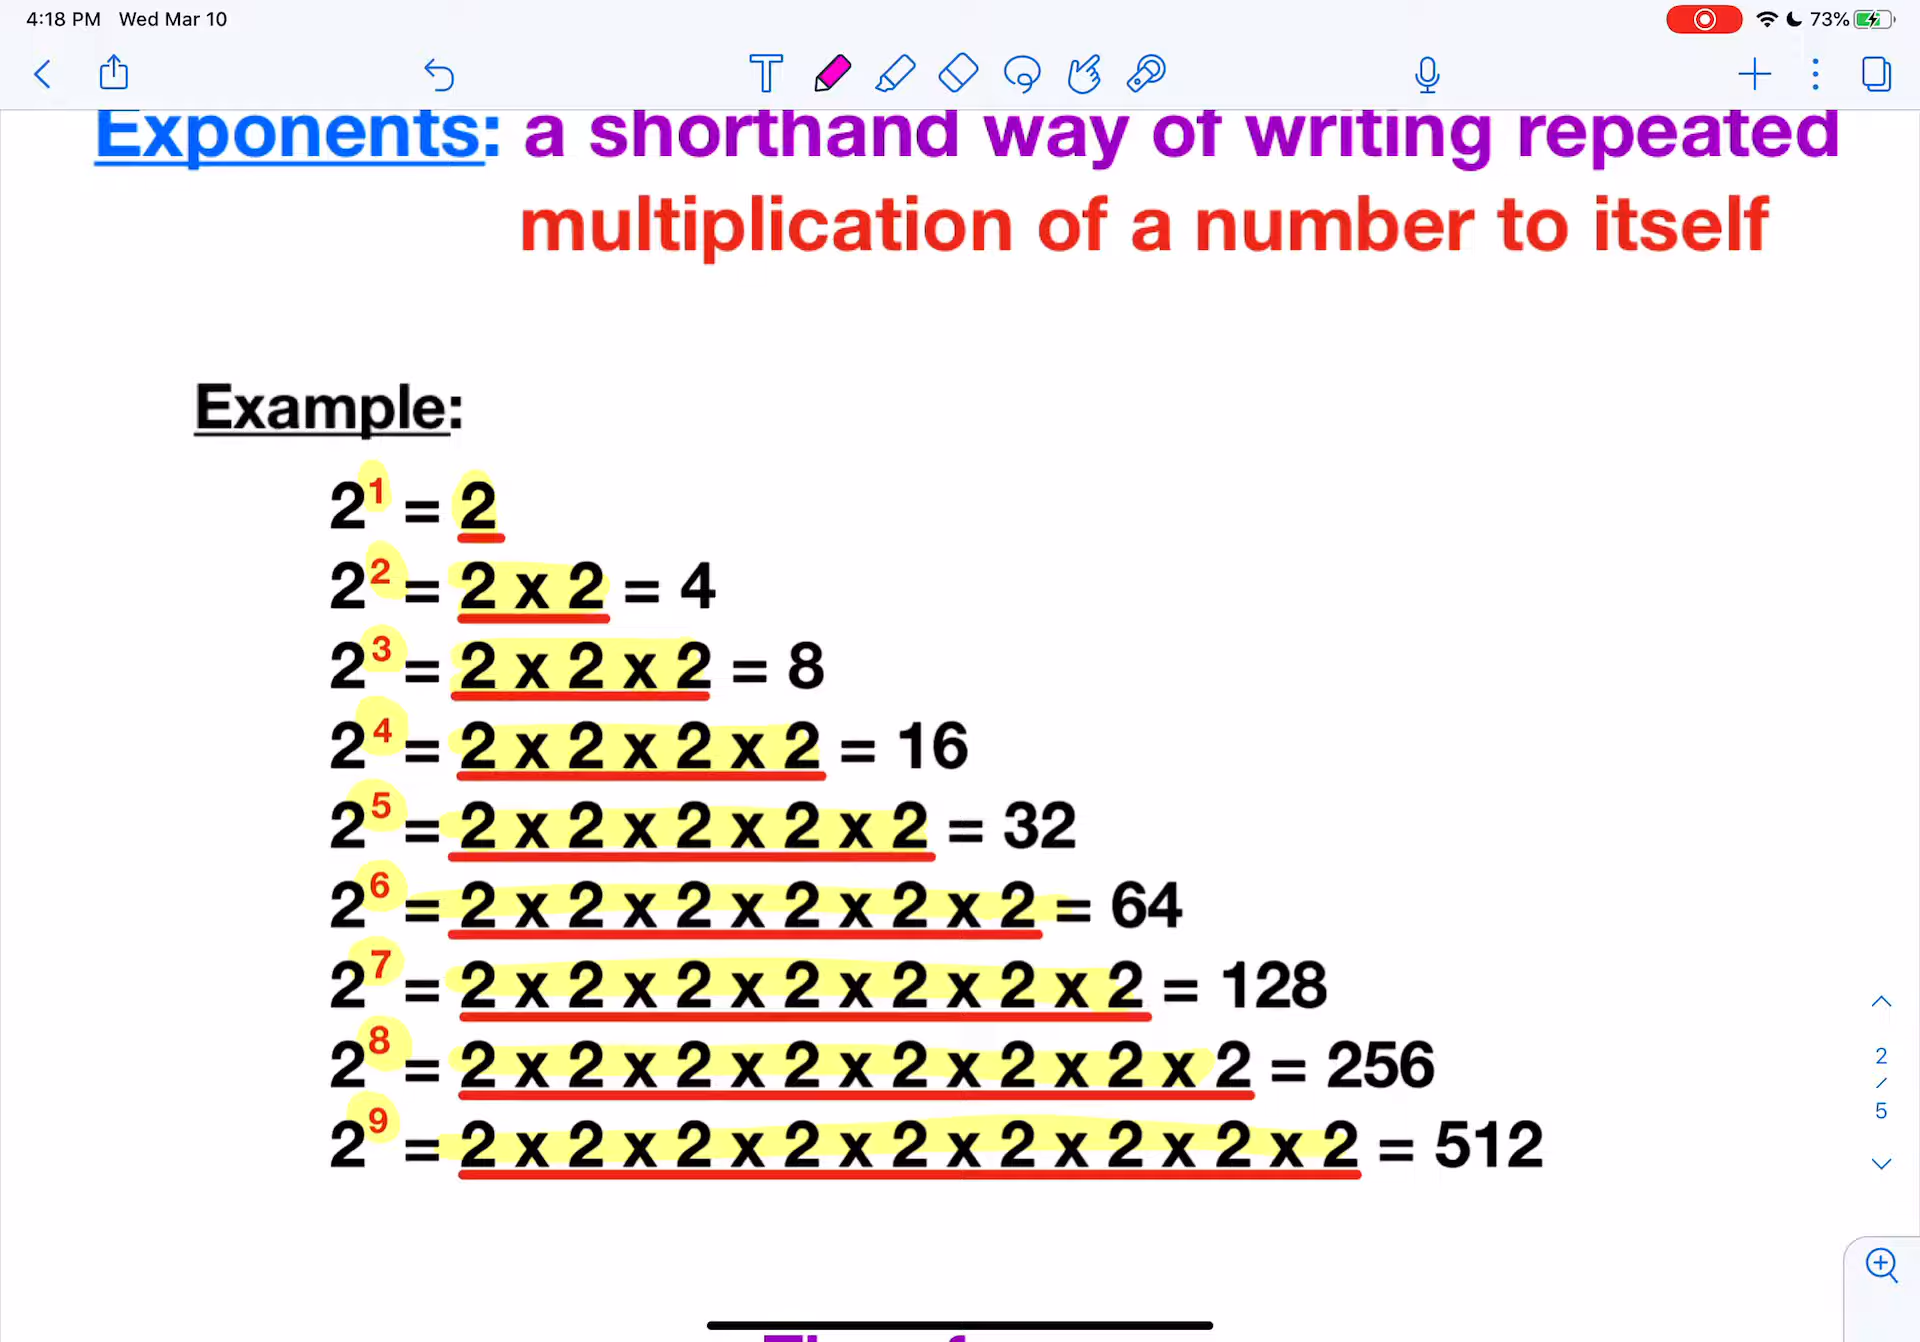 4:18 PM Wed Mar 10 73%
Exponents: a shorthand way of writing repeated
multiplication of a number to itself
Example:
2¹ = 2
2² = 2 x 2 = 4
2³ = 2 x 2 x 2 = 8
2⁴ = 2 x 2 x 2 x 2 = 16
2⁵ = 2 x 2 x 2 x 2 x 2 = 32
2⁶ = 2 x 2 x 2 x 2 x 2 x 2 = 64
2⁷ = 2 x 2 x 2 x 2 x 2 x 2 x 2 = 128
2⁸ = 2 x 2 x 2 x 2 x 2 x 2 x 2 x 2 = 256
2⁹ = 2 x 2 x 2 x 2 x 2 x 2 x 2 x 2 x 2 = 512
2
/
5